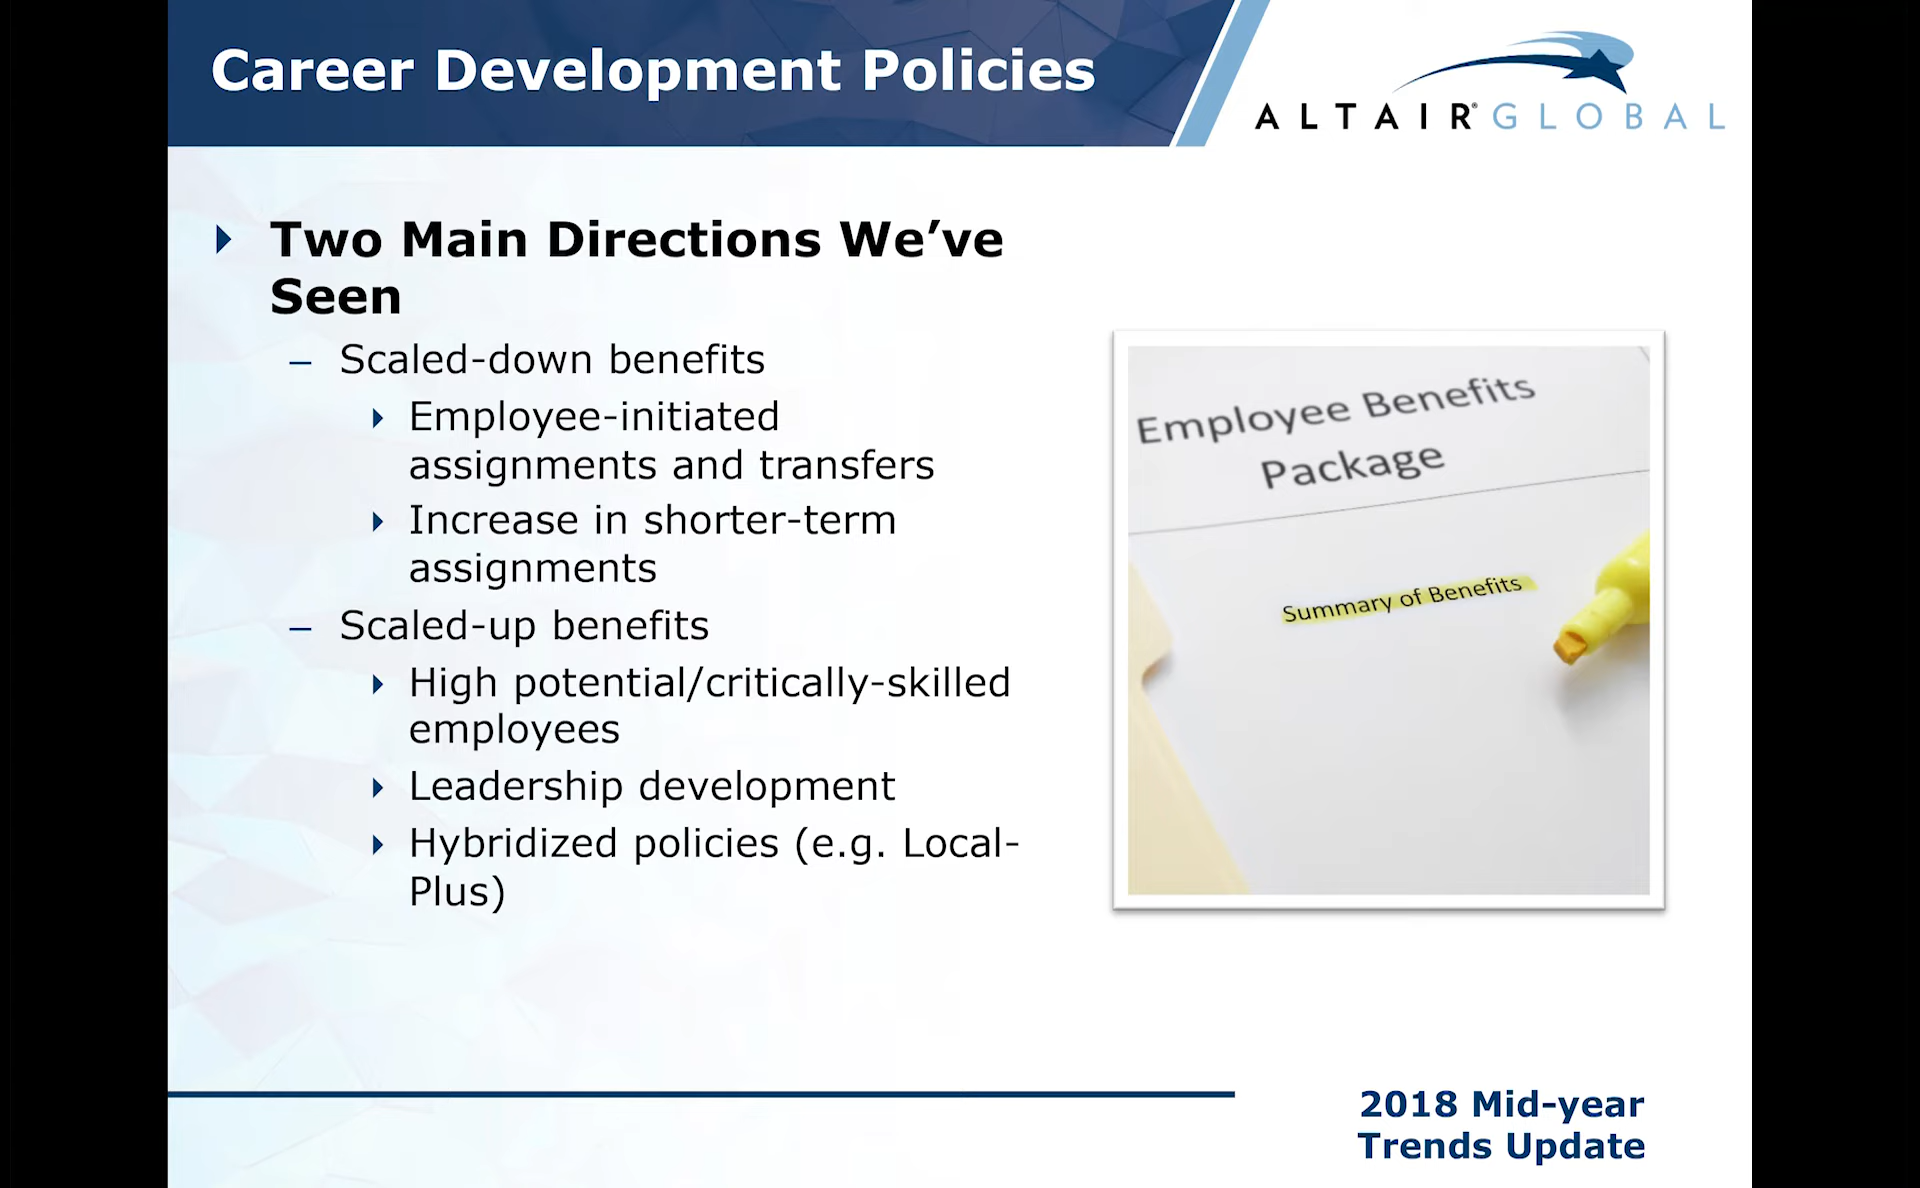 Career Development Policies
ALTAIR® GLOBAL
Two Main Directions We’ve
Seen
– Scaled-down benefits
Employee-initiated
assignments and transfers
Increase in shorter-term
assignments
– Scaled-up benefits
High potential/critically-skilled
employees
Leadership development
Hybridized policies (e.g. Local-
Plus)
Employee Benefits
Package
Summary of Benefits
2018 Mid-year
Trends Update